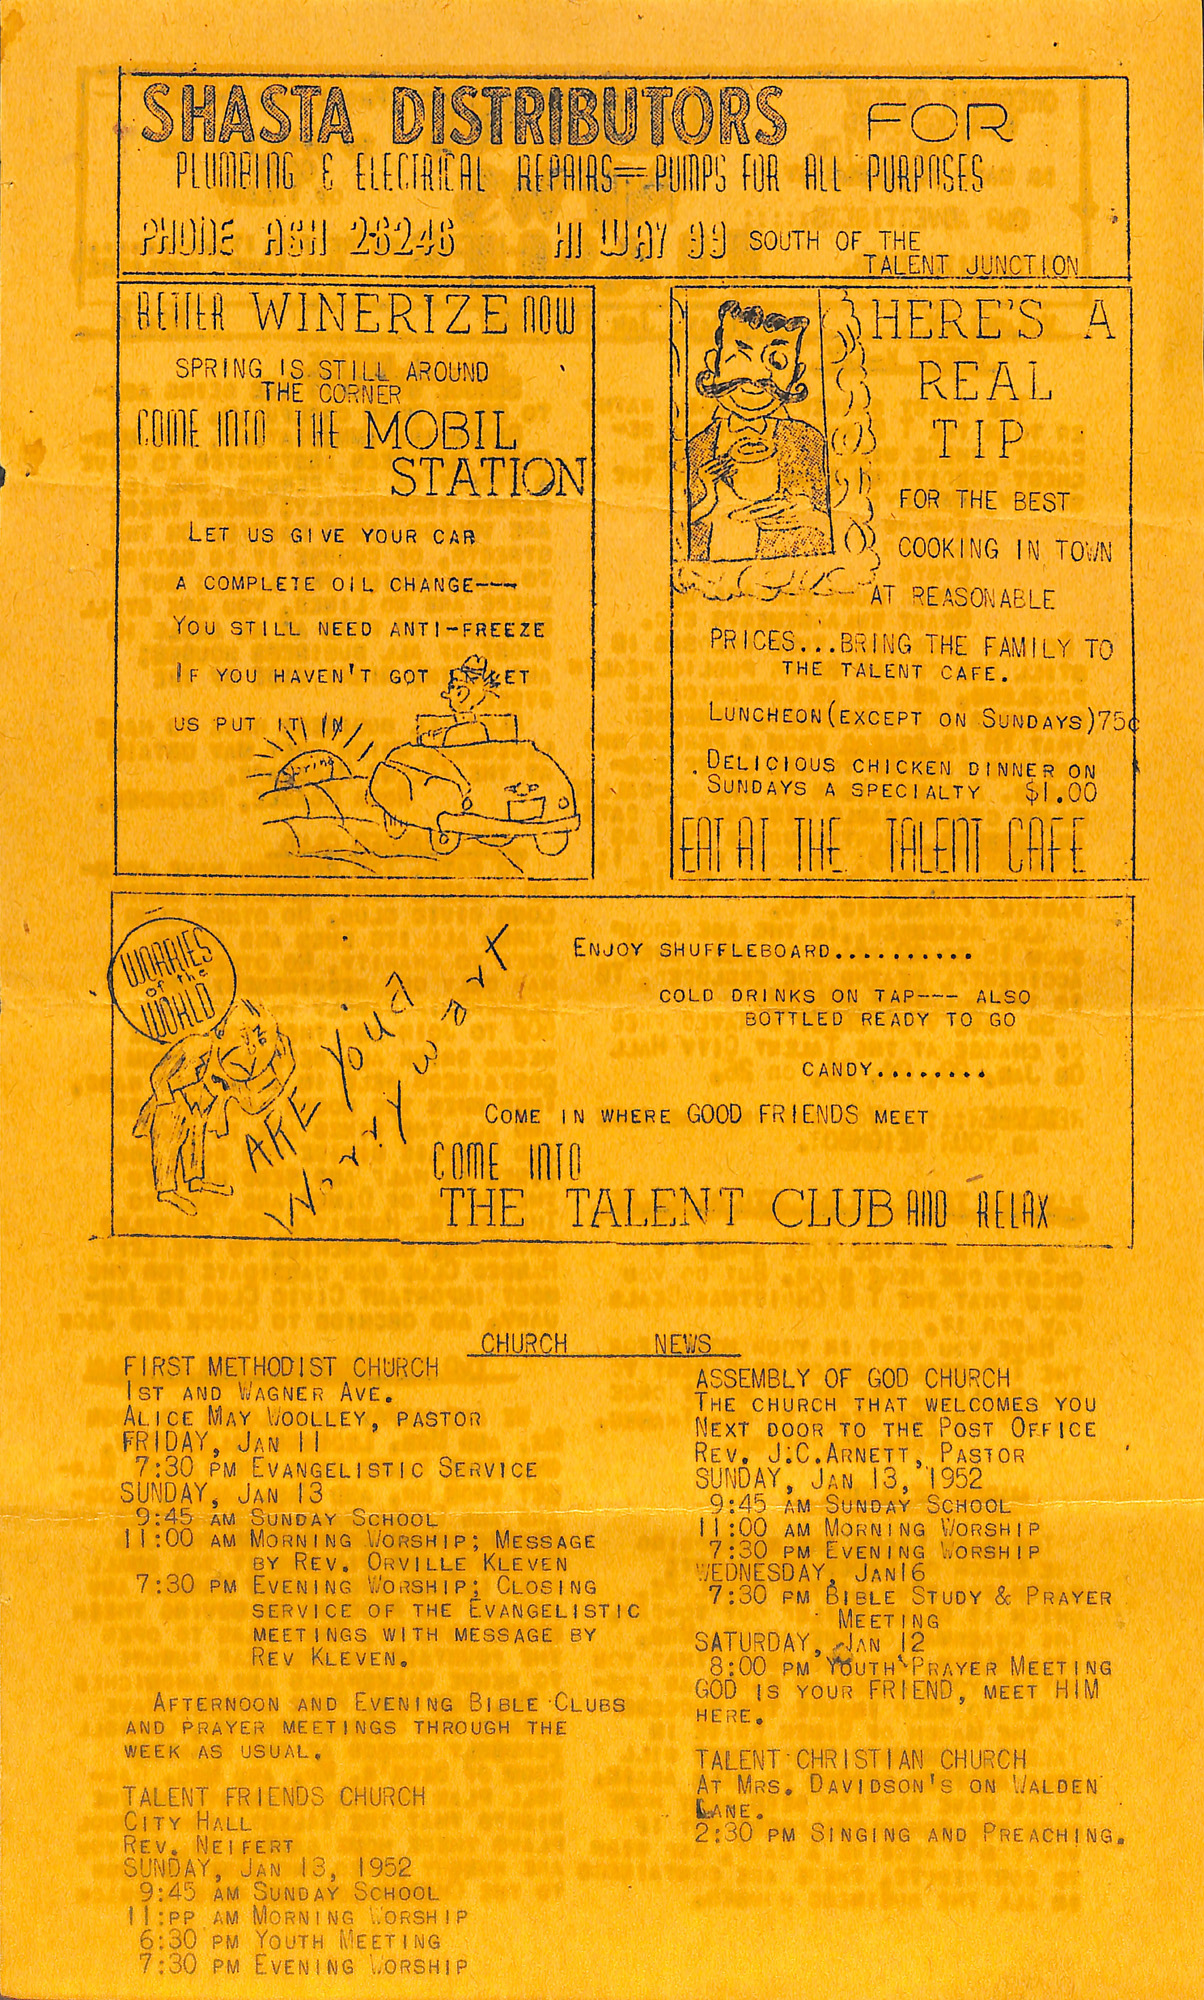 SHASTA DISTRIBUTORS FOR
PLUMBING & ELECTRICAL REPAIRS—PUMPS FOR ALL PURPOSES
PHONE ASH 26246 HI WAY 99 SOUTH OF THE
TALENT JUNCTION
BETTER WINERIZE NOW
SPRING IS STILL AROUND
THE CORNER
COME INTO THE MOBIL
STATION
LET US GIVE YOUR CAR
A COMPLETE OIL CHANGE---
YOU STILL NEED ANTI-FREEZE
IF YOU HAVEN'T GOT LET
US PUT IT IN
Spring
HERE'S A
REAL
TIP
FOR THE BEST
COOKING IN TOWN
AT REASONABLE
PRICES...BRING THE FAMILY TO
THE TALENT CAFE.
LUNCHEON(EXCEPT ON SUNDAYS)75¢
DELICIOUS CHICKEN DINNER ON
SUNDAYS A SPECIALTY $1.00
EAT AT THE TALENT CAFE
WORRIES
of the
WORLD
ARE You a
Worry wart
ENJOY SHUFFLEBOARD..........
COLD DRINKS ON TAP--- ALSO
BOTTLED READY TO GO
CANDY........
COME IN WHERE GOOD FRIENDS MEET
COME INTO
THE TALENT CLUB AND RELAX
CHURCH NEWS
FIRST METHODIST CHURCH
1ST AND WAGNER AVE.
ALICE MAY WOOLLEY, PASTOR
FRIDAY, JAN 11
7:30 PM EVANGELISTIC SERVICE
SUNDAY, JAN 13
9:45 AM SUNDAY SCHOOL
11:00 AM MORNING WORSHIP; MESSAGE
BY REV. ORVILLE KLEVEN
7:30 PM EVENING WORSHIP; CLOSING
SERVICE OF THE EVANGELISTIC
MEETINGS WITH MESSAGE BY
REV KLEVEN.
AFTERNOON AND EVENING BIBLE CLUBS
AND PRAYER MEETINGS THROUGH THE
WEEK AS USUAL.
TALENT FRIENDS CHURCH
CITY HALL
REV. NEIFERT
SUNDAY, JAN 13, 1952
9:45 AM SUNDAY SCHOOL
11:PP AM MORNING WORSHIP
6:30 PM YOUTH MEETING
7:30 PM EVENING WORSHIP
ASSEMBLY OF GOD CHURCH
THE CHURCH THAT WELCOMES YOU
NEXT DOOR TO THE POST OFFICE
REV. J.C.ARNETT, PASTOR
SUNDAY, JAN 13, 1952
9:45 AM SUNDAY SCHOOL
11:00 AM MORNING WORSHIP
7:30 PM EVENING WORSHIP
WEDNESDAY, JAN16
7:30 PM BIBLE STUDY & PRAYER
MEETING
SATURDAY, JAN 12
8:00 PM YOUTH PRAYER MEETING
GOD IS YOUR FRIEND, MEET HIM
HERE.
TALENT CHRISTIAN CHURCH
AT MRS. DAVIDSON'S ON WALDEN
LANE.
2:30 PM SINGING AND PREACHING.